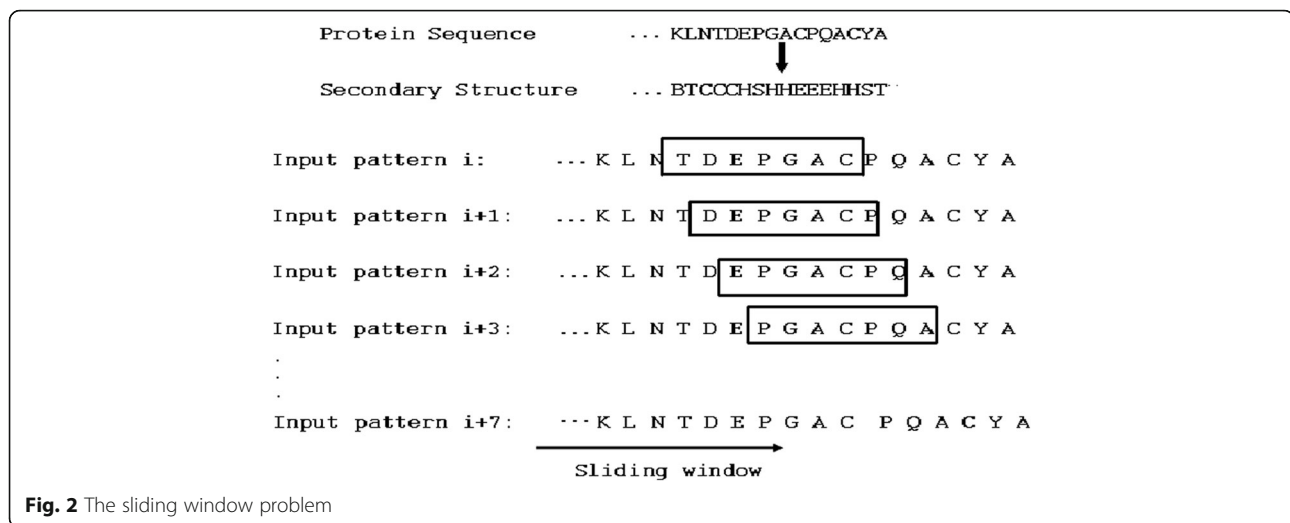 Protein Sequence ... KLNTDEPGACPQACYA
Secondary Structure ... BTCCCHSHHEEEHHST
Input pattern i: ...K L N T D E P G A C P Q A C Y A
Input pattern i+1: ...K L N T D E P G A C P Q A C Y A
Input pattern i+2: ...K L N T D E P G A C P Q A C Y A
Input pattern i+3: ...K L N T D E P G A C P Q A C Y A
.
.
.
Input pattern i+7: ...K L N T D E P G A C P Q A C Y A
Sliding window
Fig. 2 The sliding window problem